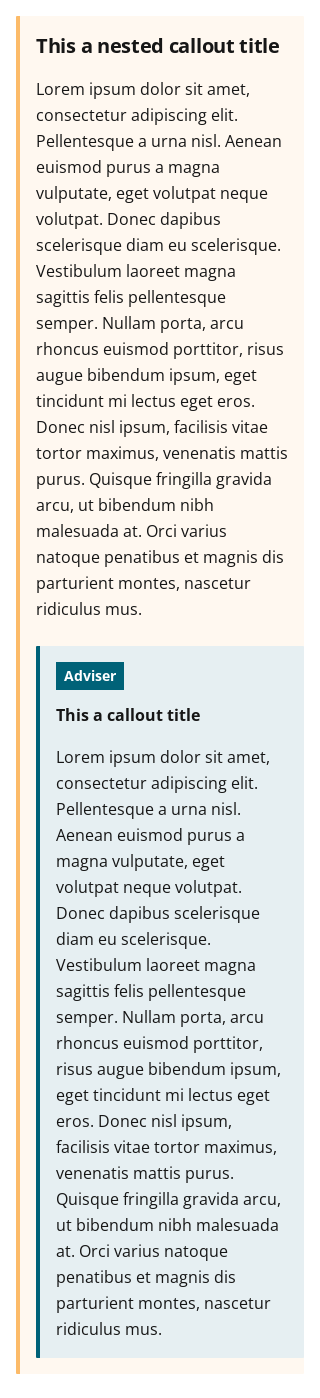 This a nested callout title
Lorem ipsum dolor sit amet,
consectetur adipiscing elit.
Pellentesque a urna nisl. Aenean
euismod purus a magna
vulputate, eget volutpat neque
volutpat. Donec dapibus
scelerisque diam eu scelerisque.
Vestibulum laoreet magna
sagittis felis pellentesque
semper. Nullam porta, arcu
rhoncus euismod porttitor, risus
augue bibendum ipsum, eget
tincidunt mi lectus eget eros.
Donec nisl ipsum, facilisis vitae
tortor maximus, venenatis mattis
purus. Quisque fringilla gravida
arcu, ut bibendum nibh
malesuada at. Orci varius
natoque penatibus et magnis dis
parturient montes, nascetur
ridiculus mus.
Adviser
This a callout title
Lorem ipsum dolor sit amet,
consectetur adipiscing elit.
Pellentesque a urna nisl.
Aenean euismod purus a
magna vulputate, eget
volutpat neque volutpat.
Donec dapibus scelerisque
diam eu scelerisque.
Vestibulum laoreet magna
sagittis felis pellentesque
semper. Nullam porta, arcu
rhoncus euismod porttitor,
risus augue bibendum ipsum,
eget tincidunt mi lectus eget
eros. Donec nisl ipsum,
facilisis vitae tortor maximus,
venenatis mattis purus.
Quisque fringilla gravida arcu,
ut bibendum nibh malesuada
at. Orci varius natoque
penatibus et magnis dis
parturient montes, nascetur
ridiculus mus.